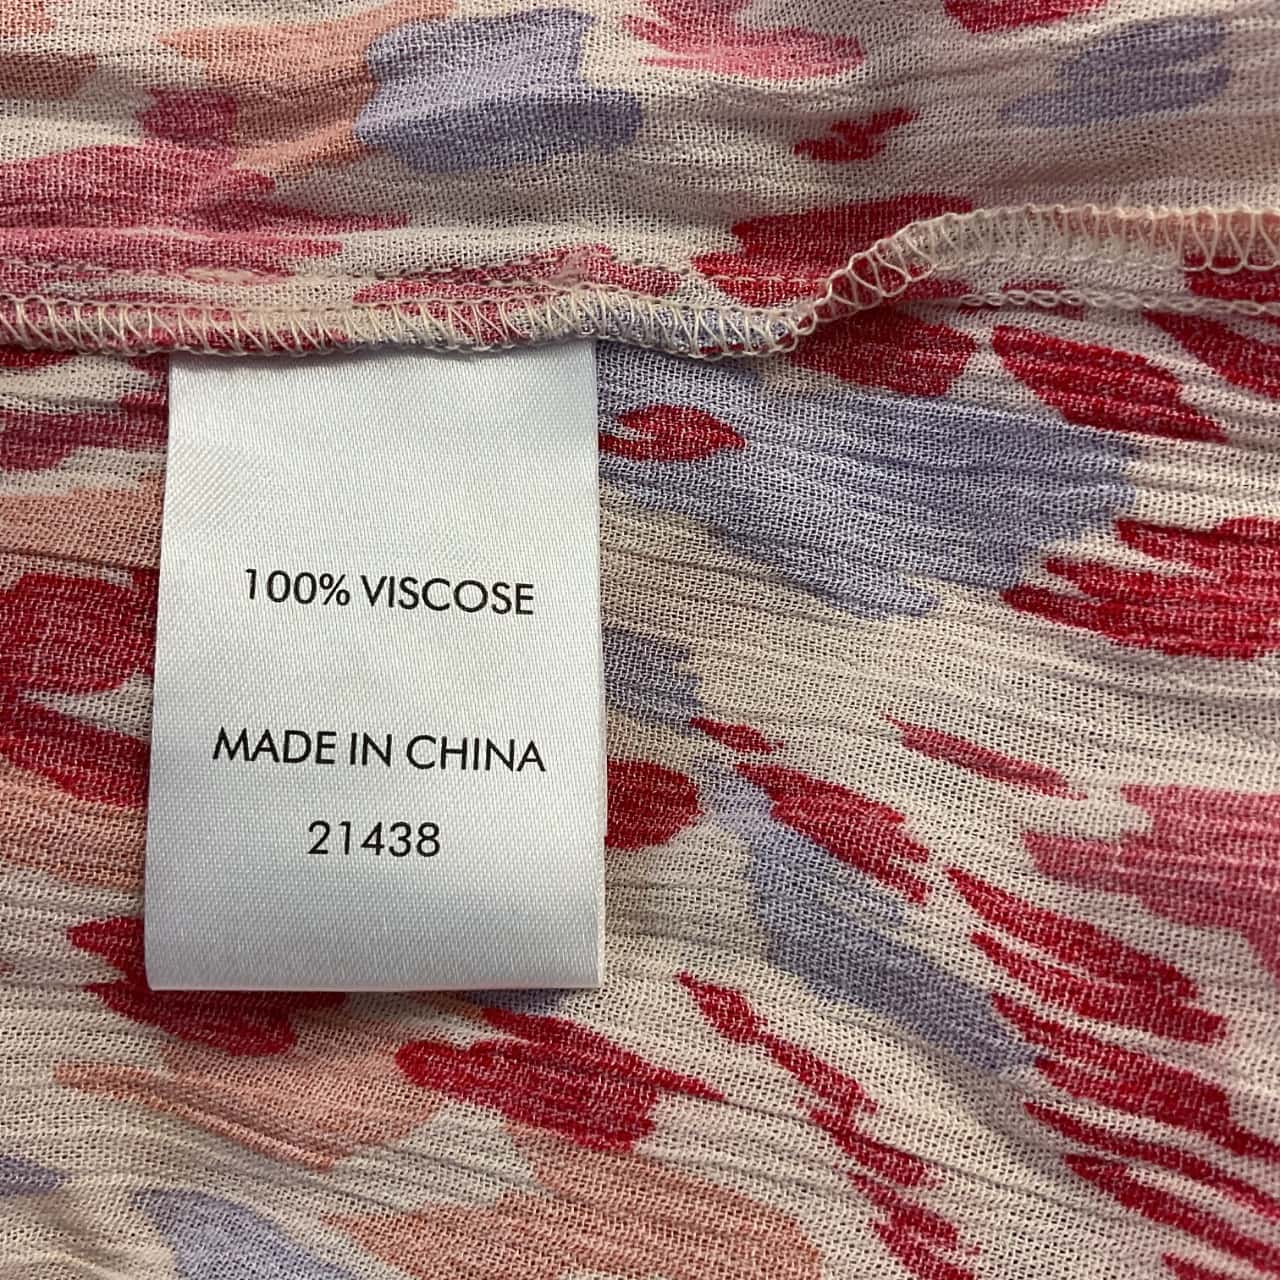 100% VISCOSE
MADE IN CHINA
21438